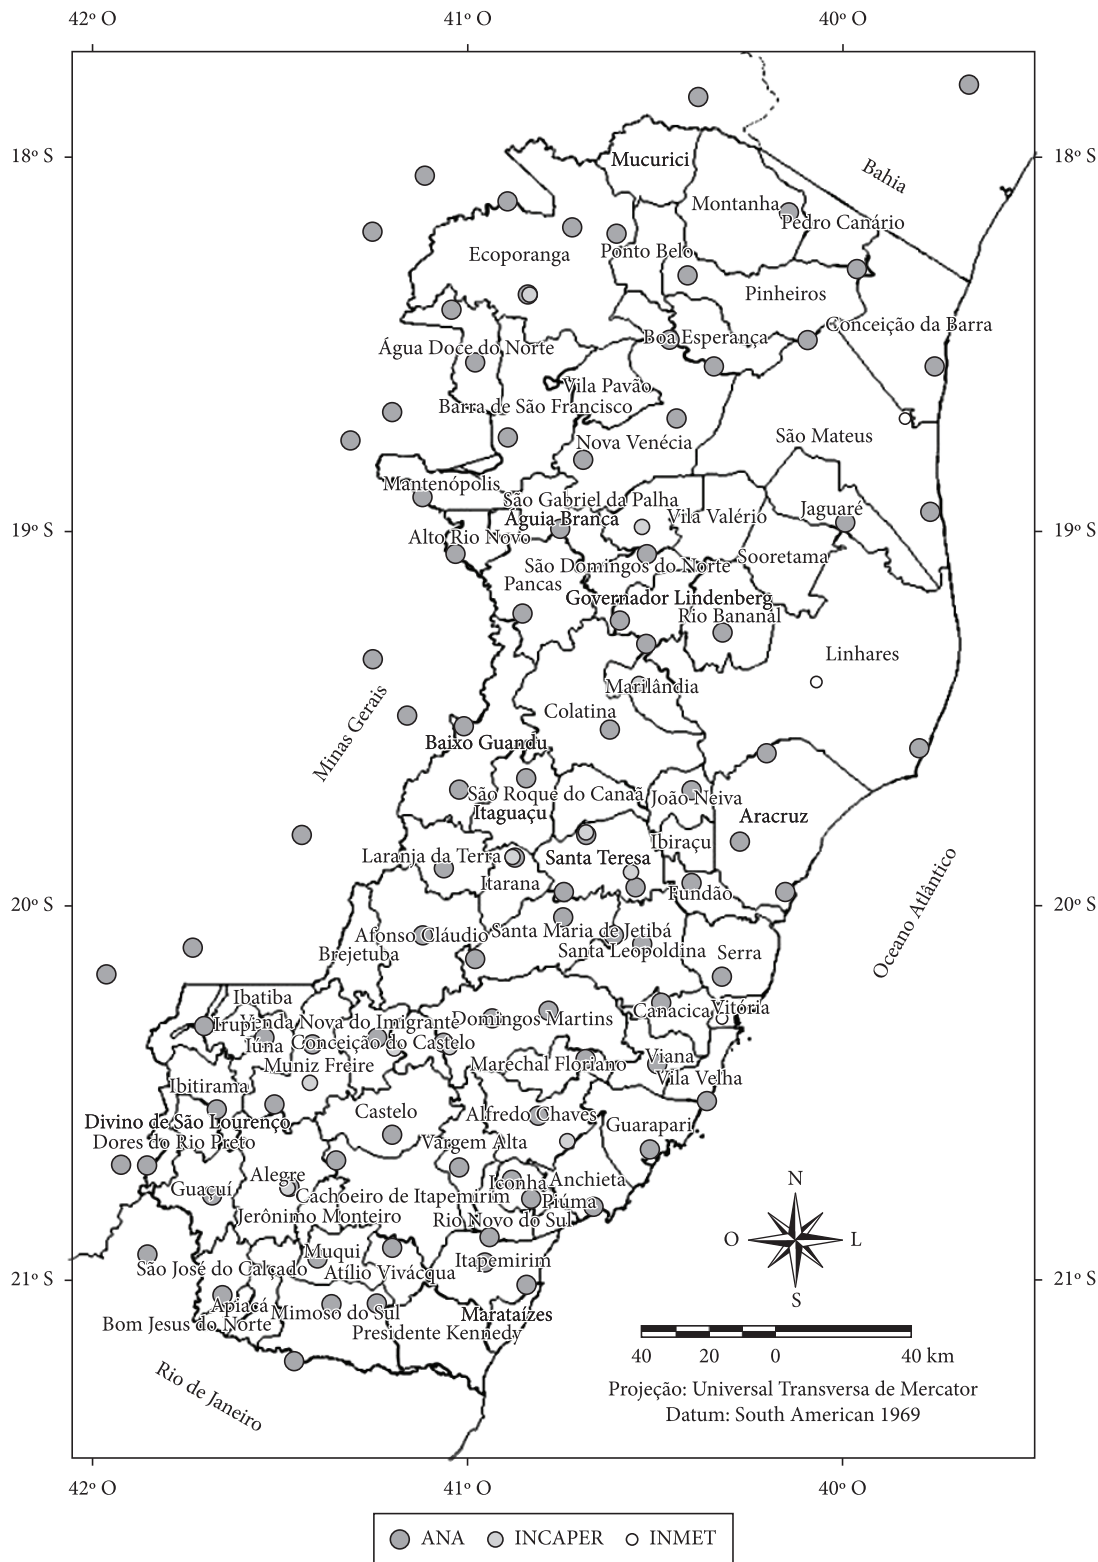 42º O
41º O
40º O
18º S
18º S
Bahia
Mucurici
Montanha
Pedro Canário
Ecoporanga
Ponto Belo
Pinheiros
Conceição da Barra
Boa Esperança
Água Doce do Norte
Vila Pavão
Barra de São Francisco
São Mateus
Nova Venécia
Mantenópolis
São Gabriel da Palha
Águia Branca
Vila Valério
Jaguaré
19º S
19º S
Alto Rio Novo
Sooretama
São Domingos do Norte
Pancas
Governador Lindenberg
Rio Bananal
Linhares
Marilândia
Minas Gerais
Colatina
Baixo Guandu
São Roque do Canaã
João Neiva
Itaguaçu
Aracruz
Ibiraçu
Laranja da Terra
Santa Teresa
Itarana
Fundão
20º S
20º S
Oceano Atlântico
Afonso Cláudio
Santa Maria de Jetibá
Brejetuba
Santa Leopoldina
Serra
Ibatiba
Canacica
Vitória
Irupi
Venda Nova do Imigrante
Domingos Martins
Iúna
Conceição do Castelo
Muniz Freire
Marechal Floriano
Viana
Vila Velha
Ibitirama
Castelo
Alfredo Chaves
Divino de São Lourenço
Guarapari
Dores do Rio Preto
Vargem Alta
Alegre
Iconha
Anchieta
Guaçuí
Cachoeiro de Itapemirim
Piúma
Jerônimo Monteiro
Rio Novo do Sul
Muqui
Itapemirim
São José do Calçado
Atílio Vivácqua
21º S
21º S
Apiacá
Mimoso do Sul
Marataízes
Bom Jesus do Norte
Presidente Kennedy
Rio de Janeiro
N
O
L
S
40
20
0
40 km
Projeção: Universal Transversa de Mercator
Datum: South American 1969
42º O
41º O
40º O
ANA
INCAPER
INMET